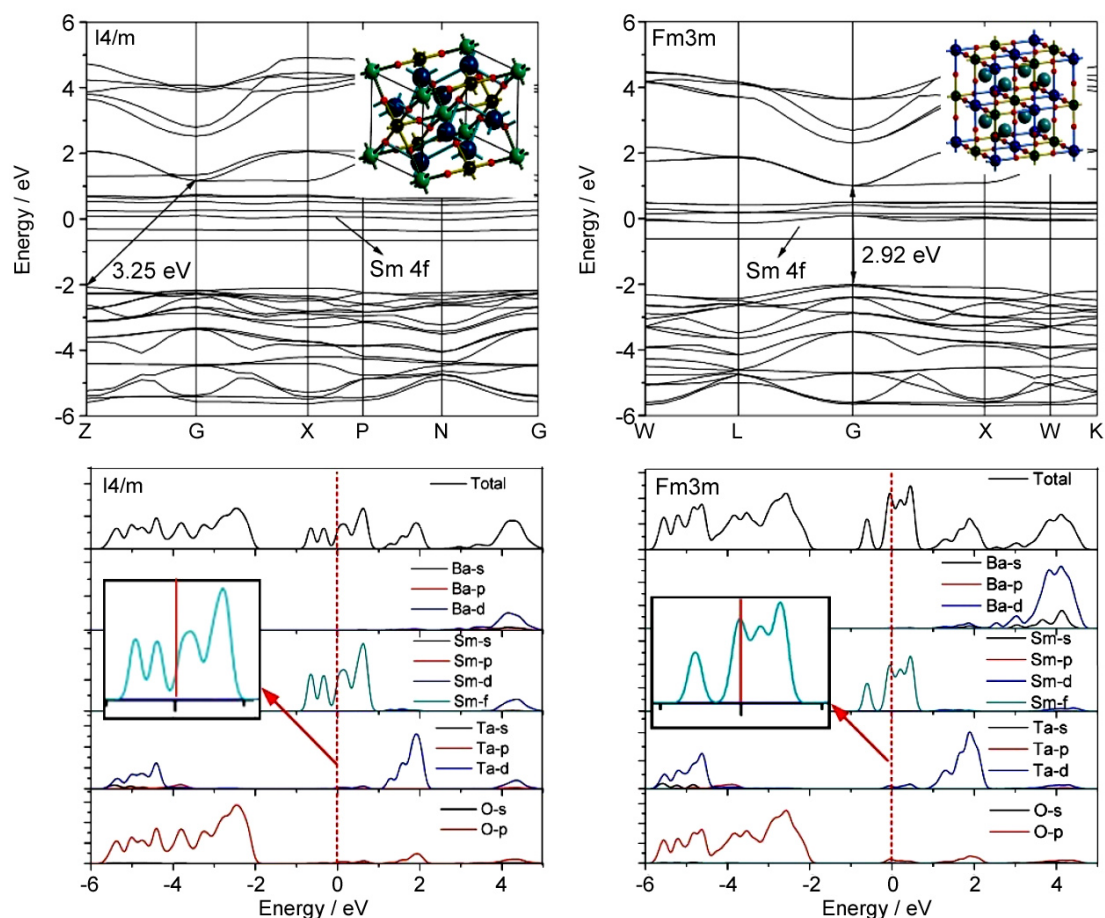 I4/m
6
4
2
0
-2
-4
-6
Energy / eV
3.25 eV
Sm 4f
Z G X P N G
Fm3m
6
4
2
0
-2
-4
-6
Energy / eV
Sm 4f
2.92 eV
W L G X W K
I4/m
Total
Ba-s
Ba-p
Ba-d
Sm-s
Sm-p
Sm-d
Sm-f
Ta-s
Ta-p
Ta-d
O-s
O-p
-6 -4 -2 0 2 4
Energy / eV
Fm3m
Total
Ba-s
Ba-p
Ba-d
Sm-s
Sm-p
Sm-d
Sm-f
Ta-s
Ta-p
Ta-d
O-s
O-p
-6 -4 -2 0 2 4
Energy / eV